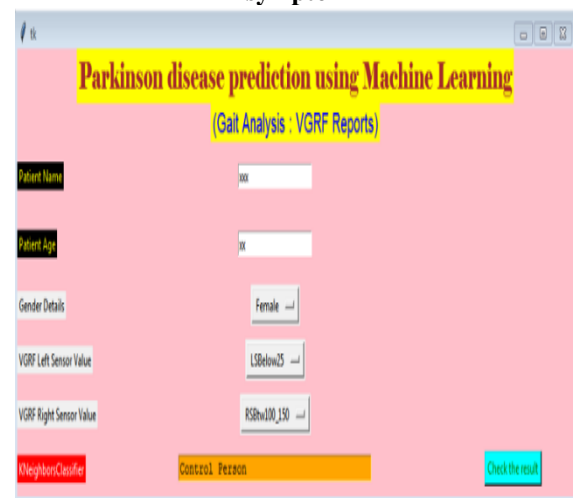 tk
Parkinson disease prediction using Machine Learning
(Gait Analysis : VGRF Reports)
Patient Name xxx
Patient Age xx
Gender Details Female
VGRF Left Sensor Value LSBelow25
VGRF Right Sensor Value RSBtw100_150
KNeighborsClassifier Control Person Check the result